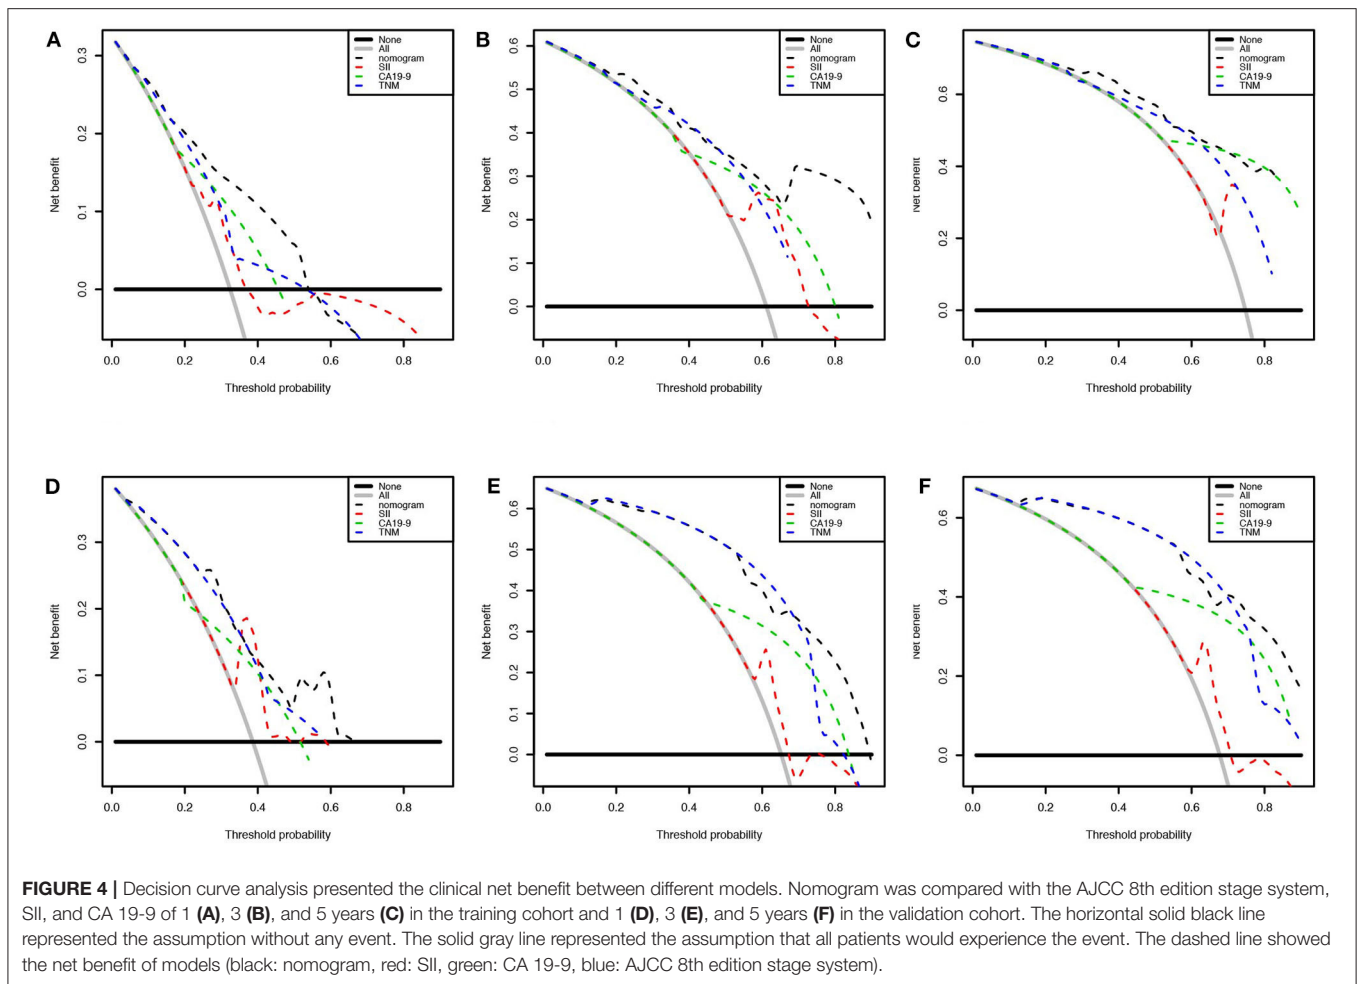 A
None
All
nomogram
SII
CA19-9
TNM
Net benefit
0.3
0.2
0.1
0.0
0.0 0.2 0.4 0.6 0.8
Threshold probability
B
None
All
nomogram
SII
CA19-9
TNM
Net benefit
0.6
0.5
0.4
0.3
0.2
0.1
0.0
0.0 0.2 0.4 0.6 0.8
Threshold probability
C
None
All
nomogram
SII
CA19-9
TNM
Net benefit
0.6
0.4
0.2
0.0
0.0 0.2 0.4 0.6 0.8
Threshold probability
D
None
All
nomogram
SII
CA19-9
TNM
Net benefit
0.3
0.2
0.1
0.0
0.0 0.2 0.4 0.6 0.8
Threshold probability
E
None
All
nomogram
SII
CA19-9
TNM
Net benefit
0.6
0.5
0.4
0.3
0.2
0.1
0.0
0.0 0.2 0.4 0.6 0.8
Threshold probability
F
None
All
nomogram
SII
CA19-9
TNM
Net benefit
0.6
0.4
0.2
0.0
0.0 0.2 0.4 0.6 0.8
Threshold probability
FIGURE 4 | Decision curve analysis presented the clinical net benefit between different models. Nomogram was compared with the AJCC 8th edition stage system,
SII, and CA 19-9 of 1 (A), 3 (B), and 5 years (C) in the training cohort and 1 (D), 3 (E), and 5 years (F) in the validation cohort. The horizontal solid black line
represented the assumption without any event. The solid gray line represented the assumption that all patients would experience the event. The dashed line showed
the net benefit of models (black: nomogram, red: SII, green: CA 19-9, blue: AJCC 8th edition stage system).